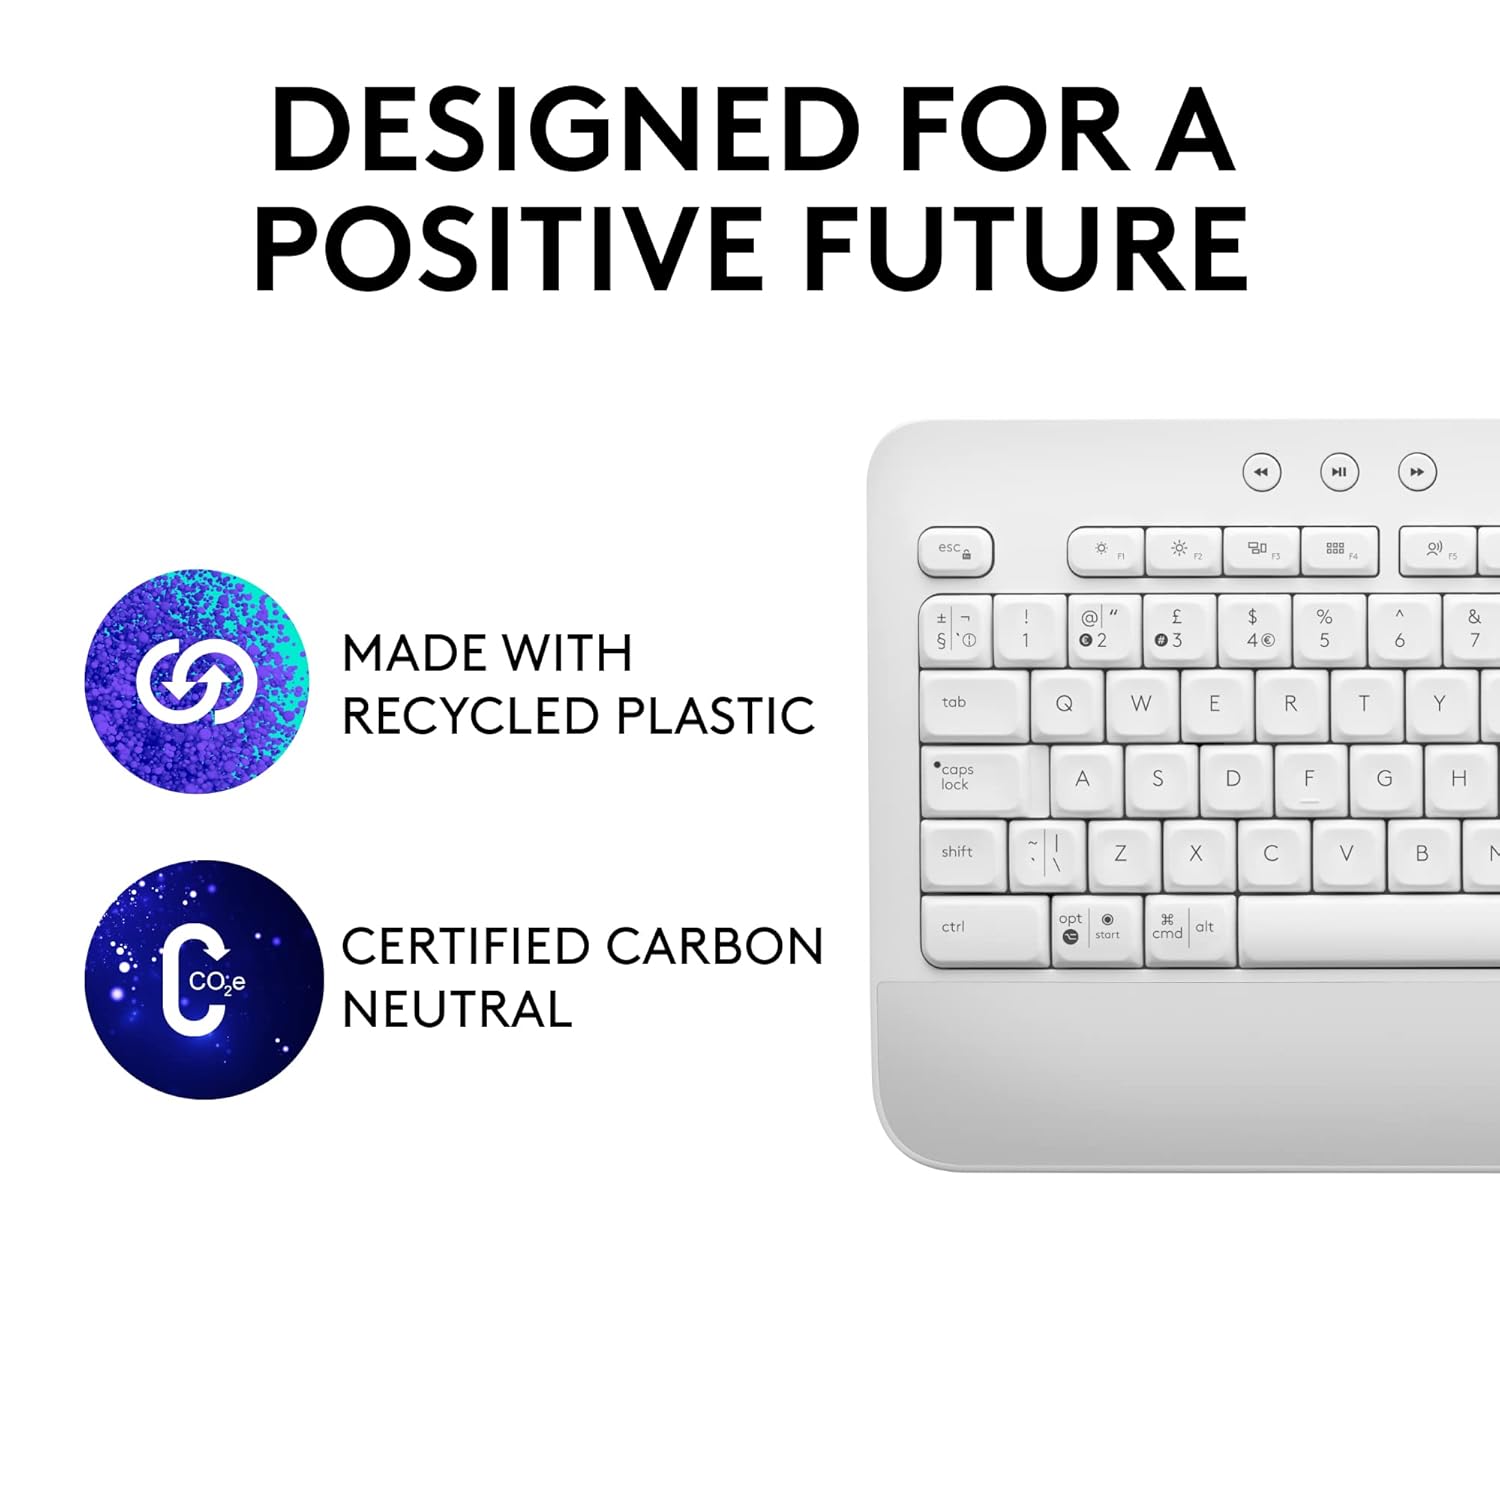 DESIGNED FOR A
POSITIVE FUTURE
MADE WITH
RECYCLED PLASTIC
CO₂e
CERTIFIED CARBON
NEUTRAL
esc F1 F2 F3 F4 F5
± ¬ ! @ “ £ $ % ^ &
§ ` 1 € 2 # 3 4 € 5 6 7
tab Q W E R T Y
caps
lock A S D F G H
shift ~ | ` \ Z X C V B
ctrl opt start ⌘ cmd alt